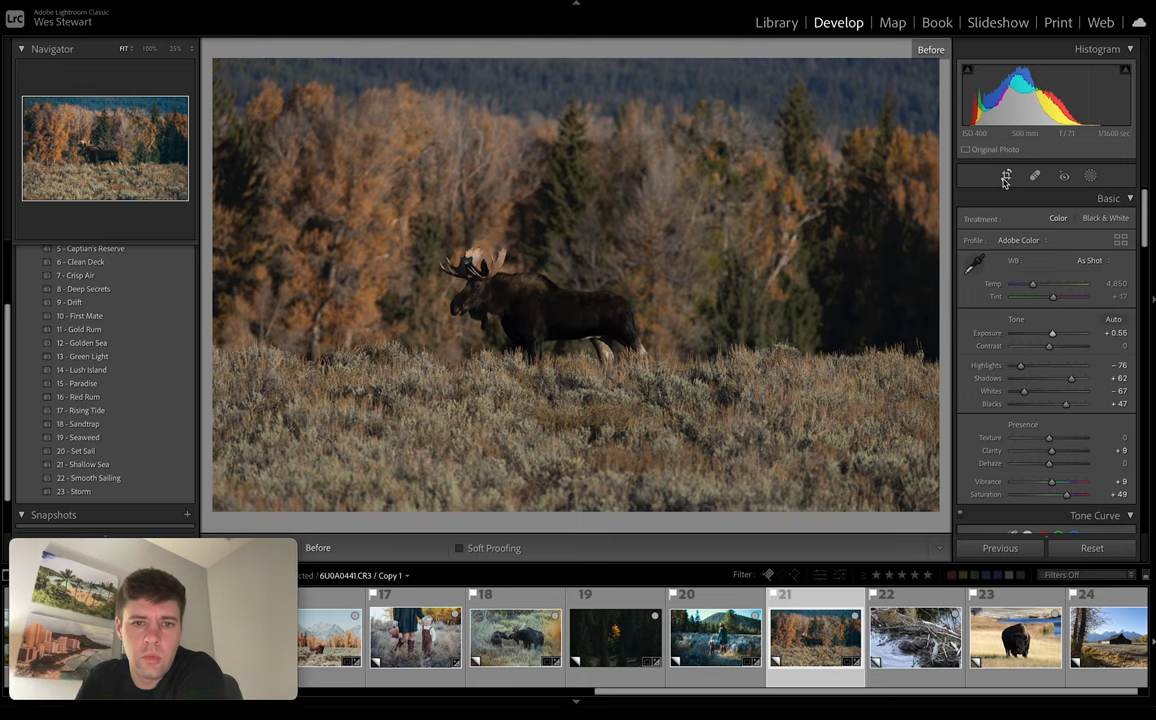 LrC
Adobe Lightroom Classic
Wes Stewart
Library | Develop | Map | Book | Slideshow | Print | Web
Navigator FIT 100% 25%
5 - Captian's Reserve
6 - Clean Deck
7 - Crisp Air
8 - Deep Secrets
9 - Drift
10 - First Mate
11 - Gold Rum
12 - Golden Sea
13 - Green Light
14 - Lush Island
15 - Paradise
16 - Red Rum
17 - Rising Tide
18 - Sandtrap
19 - Seaweed
20 - Set Sail
21 - Shallow Sea
22 - Smooth Sailing
23 - Storm
Snapshots +
Before
Before
Soft Proofing
Histogram
ISO 400 500 mm f / 7.1 1/1600 sec
Original Photo
Basic
Treatment : Color Black & White
Profile : Adobe Color
WB : As Shot
Temp 4,850
Tint + 17
Tone Auto
Exposure + 0.55
Contrast 0
Highlights − 76
Shadows + 62
Whites − 67
Blacks + 47
Presence
Texture 0
Clarity + 9
Dehaze 0
Vibrance + 9
Saturation + 49
Tone Curve
Previous Reset
cted / 6U0A0441.CR3 / Copy 1
Filter : Filters Off
17 18 19 20 21 22 23 24